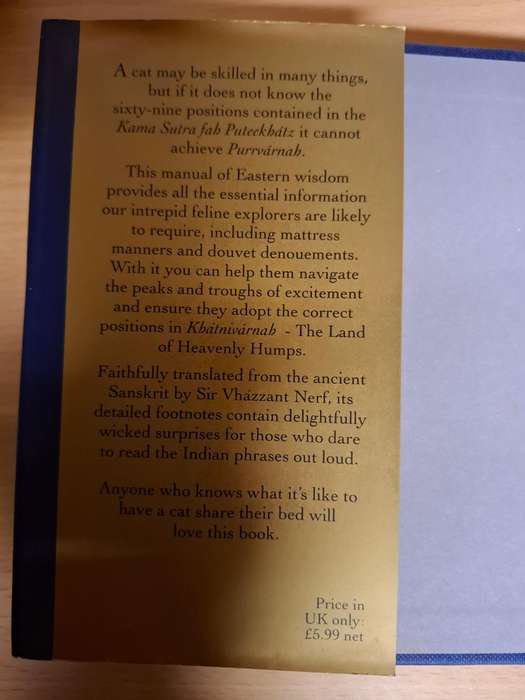 A cat may be skilled in many things,
but if it does not know the
sixty-nine positions contained in the
Kama Sutra fah Puteekhátz it cannot
achieve Purrvárnah.
This manual of Eastern wisdom
provides all the essential information
our intrepid feline explorers are likely
to require, including mattress
manners and douvet denouements.
With it you can help them navigate
the peaks and troughs of excitement
and ensure they adopt the correct
positions in Khátnivárnah - The Land
of Heavenly Humps.
Faithfully translated from the ancient
Sanskrit by Sir Vházzant Nerf, its
detailed footnotes contain delightfully
wicked surprises for those who dare
to read the Indian phrases out loud.
Anyone who knows what it's like to
have a cat share their bed will
love this book.
Price in
UK only:
£5.99 net